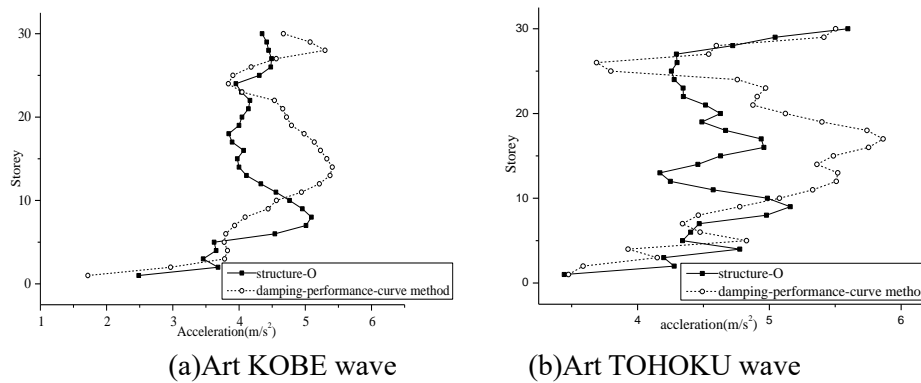 30
20
10
0
Storey
structure-O
damping-performance-curve method
1 2 3 4 5 6
Acceleration(m/s²)
(a)Art KOBE wave
30
20
10
0
Storey
structure-O
damping-performance-curve metho
4 5 6
accleration(m/s²)
(b)Art TOHOKU wave